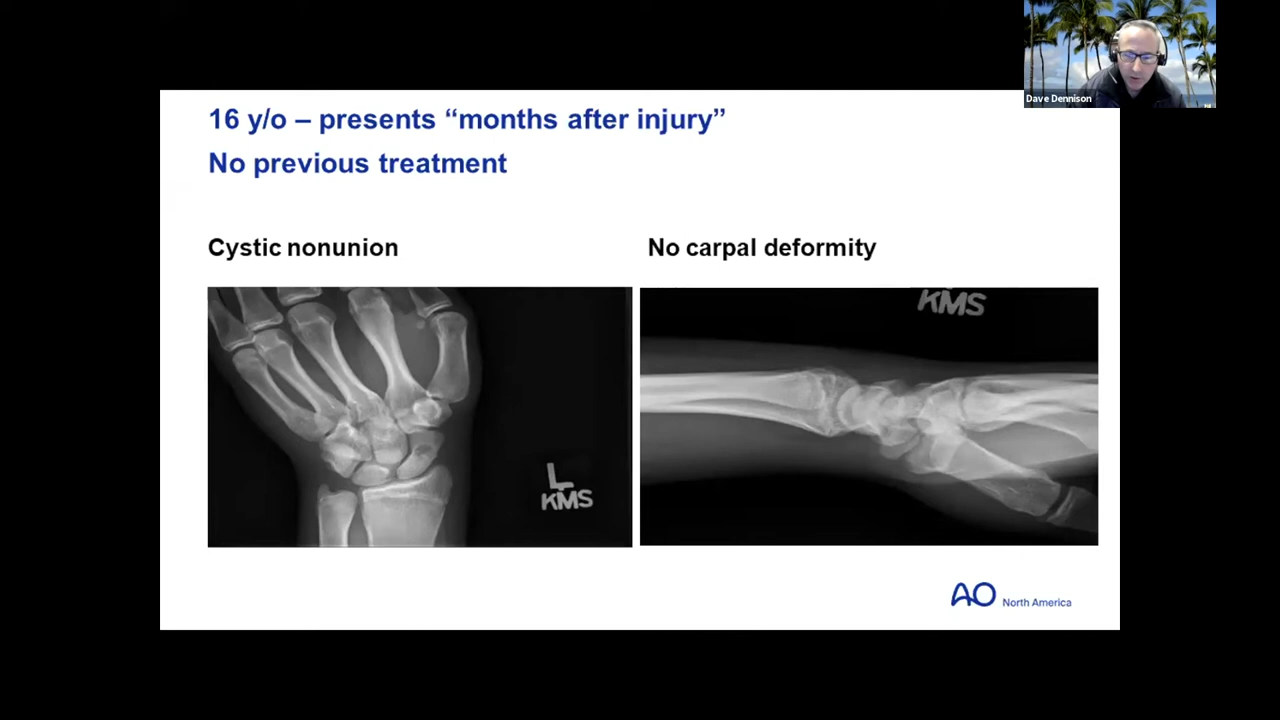 Dave Dennison
16 y/o – presents “months after injury”
No previous treatment
Cystic nonunion
No carpal deformity
L
KMS
KMS
AO North America